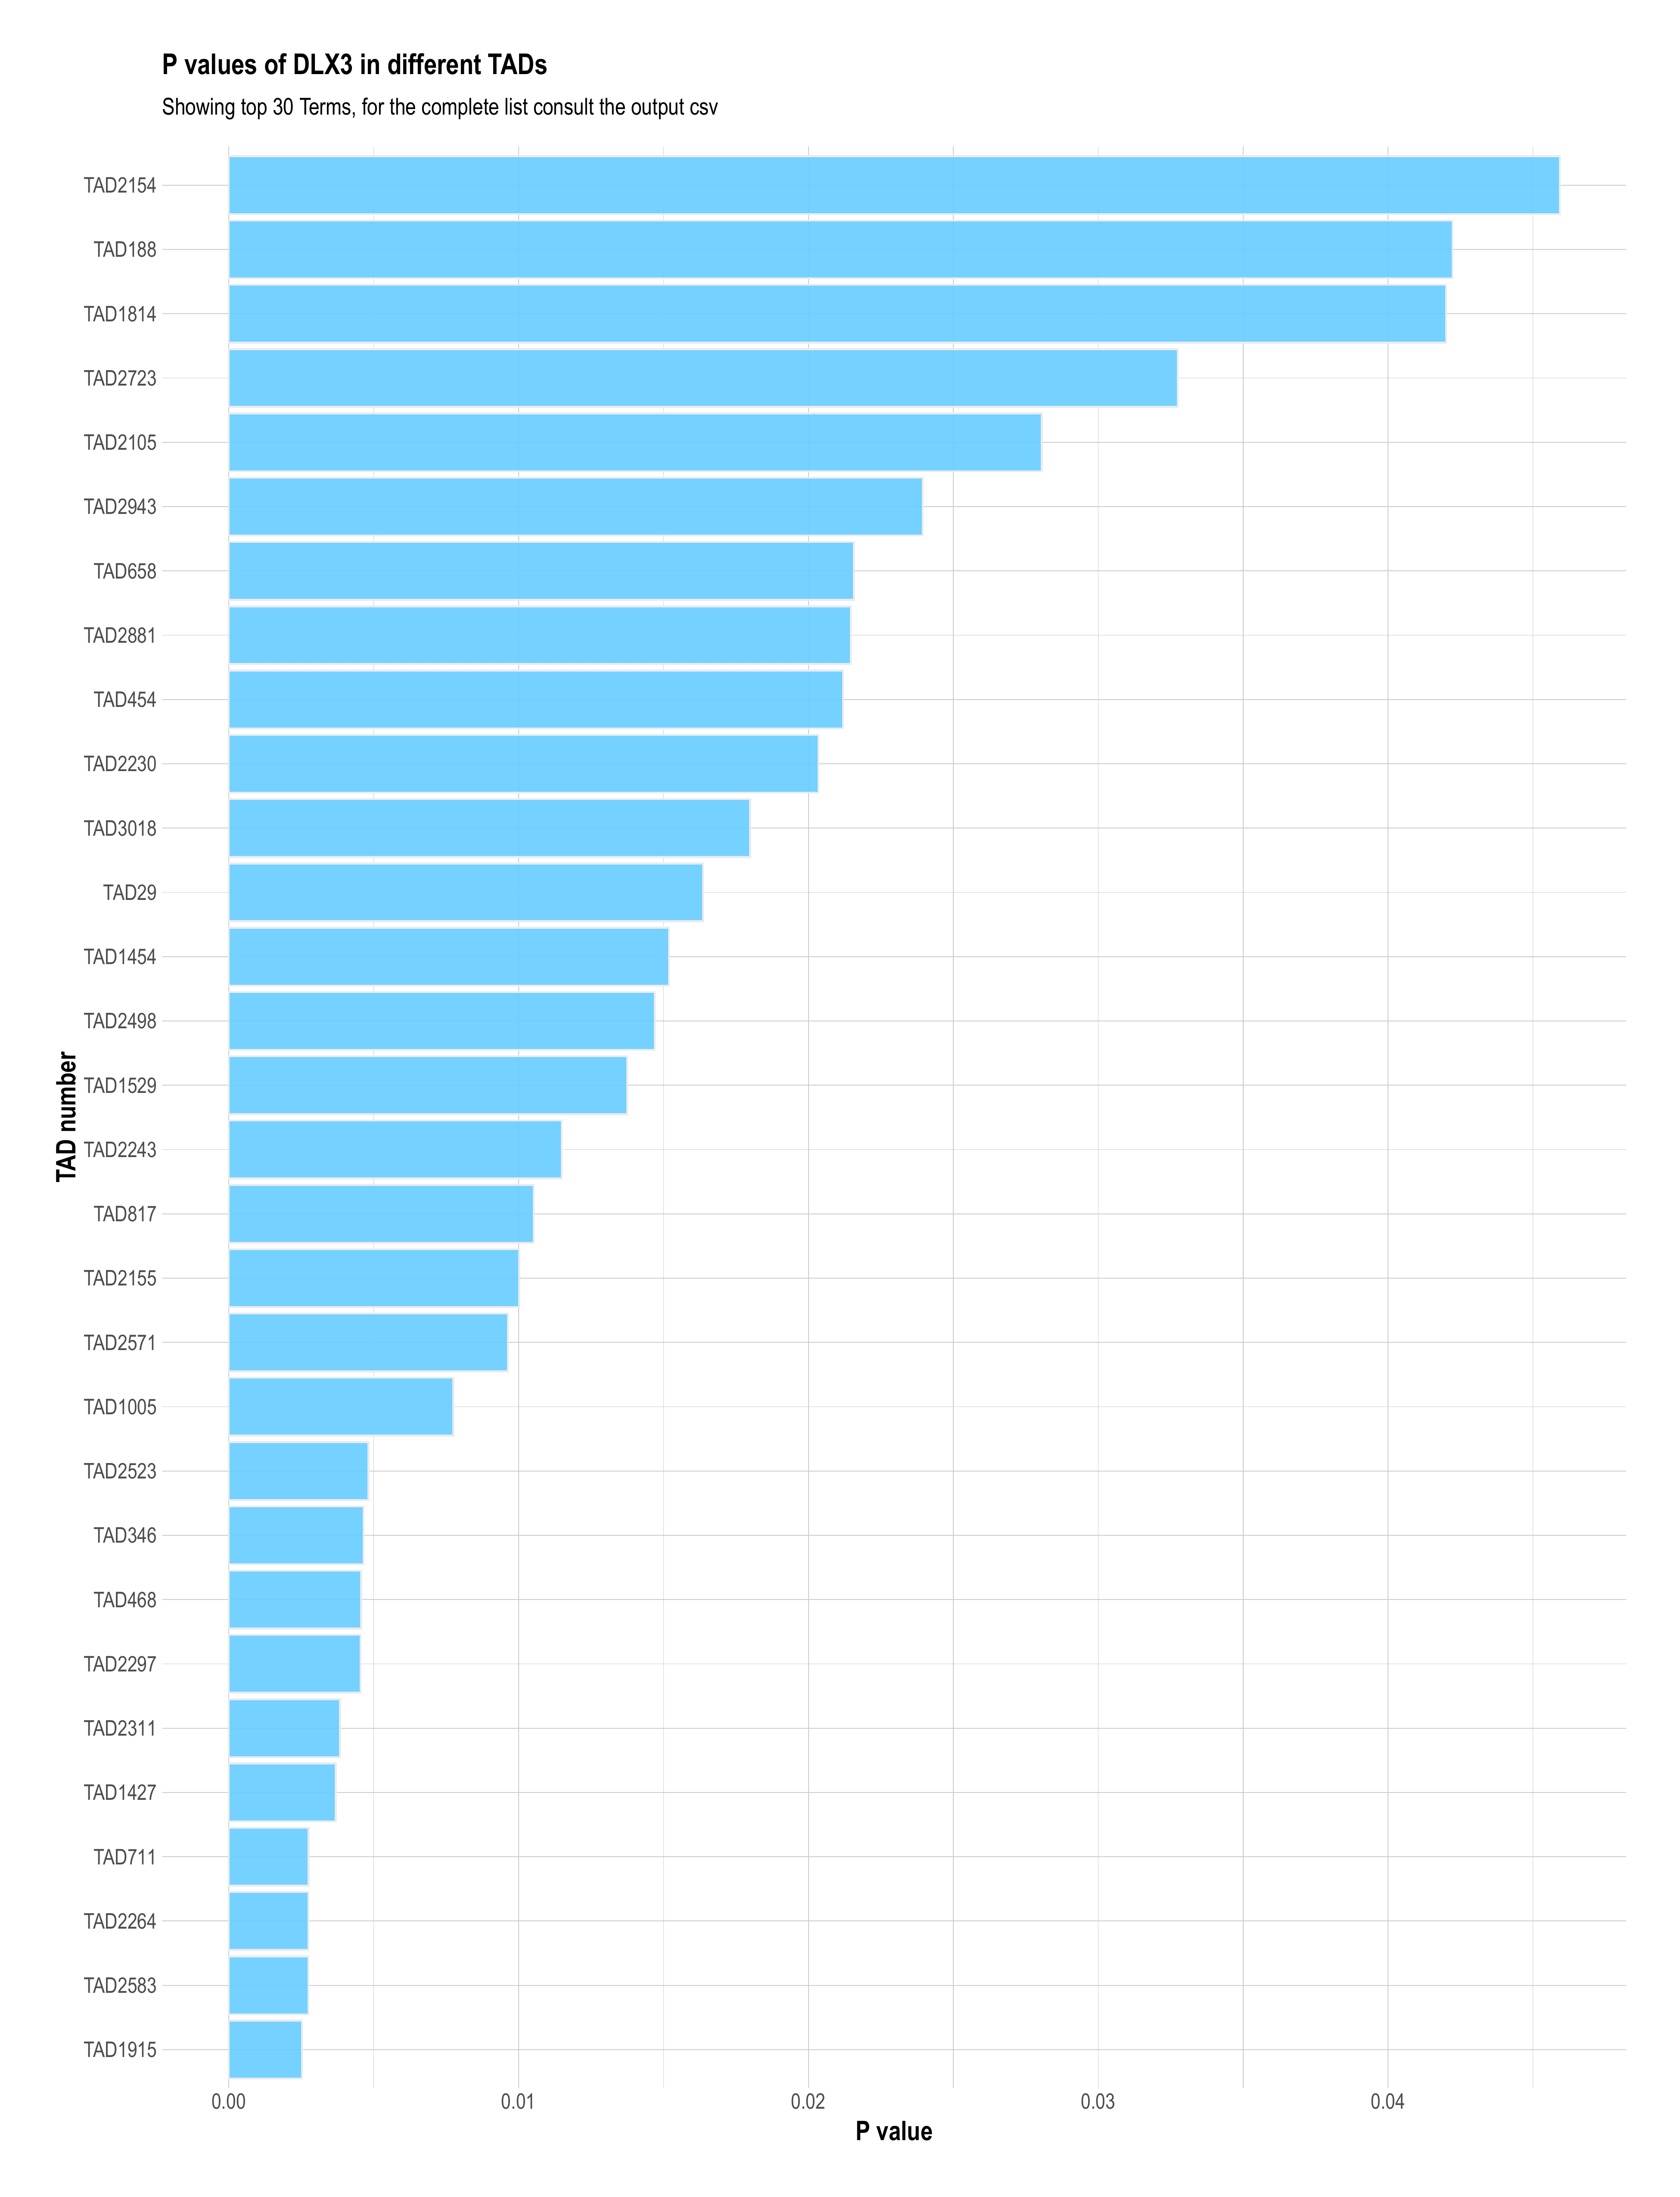 P values of DLX3 in different TADs
Showing top 30 Terms, for the complete list consult the output csv
TAD2154
TAD188
TAD1814
TAD2723
TAD2105
TAD2943
TAD658
TAD2881
TAD454
TAD2230
TAD3018
TAD29
TAD1454
TAD2498
TAD1529
TAD2243
TAD817
TAD2155
TAD2571
TAD1005
TAD2523
TAD346
TAD468
TAD2297
TAD2311
TAD1427
TAD711
TAD2264
TAD2583
TAD1915
TAD number
0.00 0.01 0.02 0.03 0.04
P value